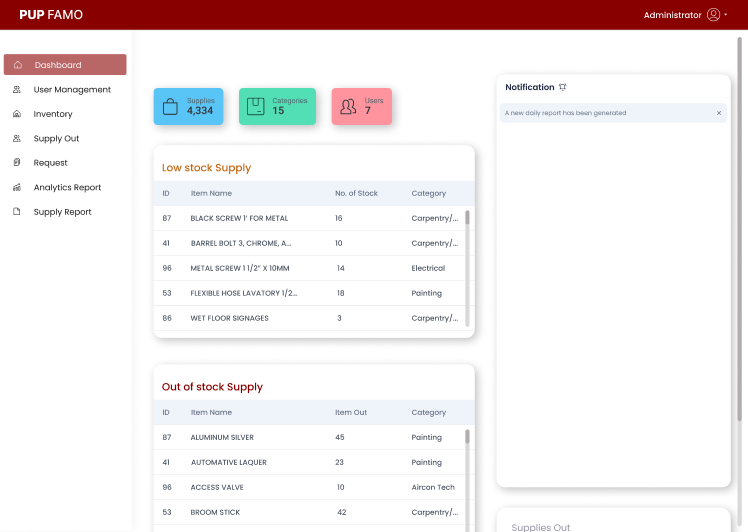 PUP FAMO
Administrator
Dashboard
User Management
Inventory
Supply Out
Request
Analytics Report
Supply Report
Supplies
4,334
Categories
15
Users
7
Low stock Supply
ID Item Name No. of Stock Category
87 BLACK SCREW 1' FOR METAL 16 Carpentry/...
41 BARREL BOLT 3, CHROME, A... 10 Carpentry/...
96 METAL SCREW 1 1/2" X 10MM 14 Electrical
53 FLEXIBLE HOSE LAVATORY 1/2... 18 Painting
86 WET FLOOR SIGNAGES 3 Carpentry/...
Out of stock Supply
ID Item Name Item Out Category
87 ALUMINUM SILVER 45 Painting
41 AUTOMATIVE LAQUER 23 Painting
96 ACCESS VALVE 10 Aircon Tech
53 BROOM STICK 42 Carpentry/...
Notification
A new daily report has been generated ×
Supplies Out